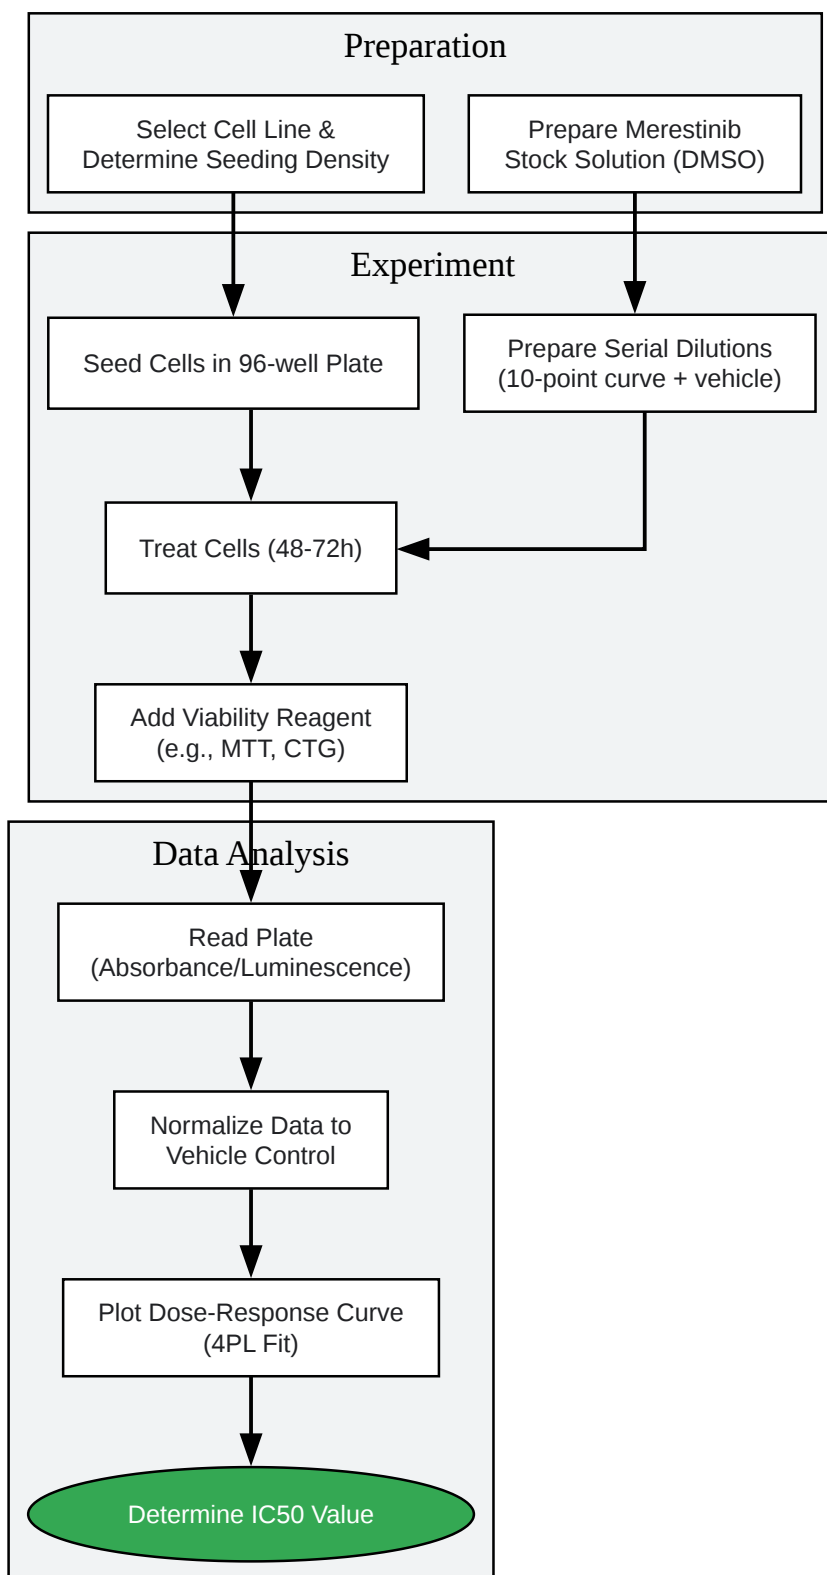 Preparation
Select Cell Line &
Determine Seeding Density
Prepare Merestinib
Stock Solution (DMSO)
Experiment
Seed Cells in 96-well Plate
Prepare Serial Dilutions
(10-point curve + vehicle)
Treat Cells (48-72h)
Add Viability Reagent
(e.g., MTT, CTG)
Data Analysis
Read Plate
(Absorbance/Luminescence)
Normalize Data to
Vehicle Control
Plot Dose-Response Curve
(4PL Fit)
Determine IC50 Value